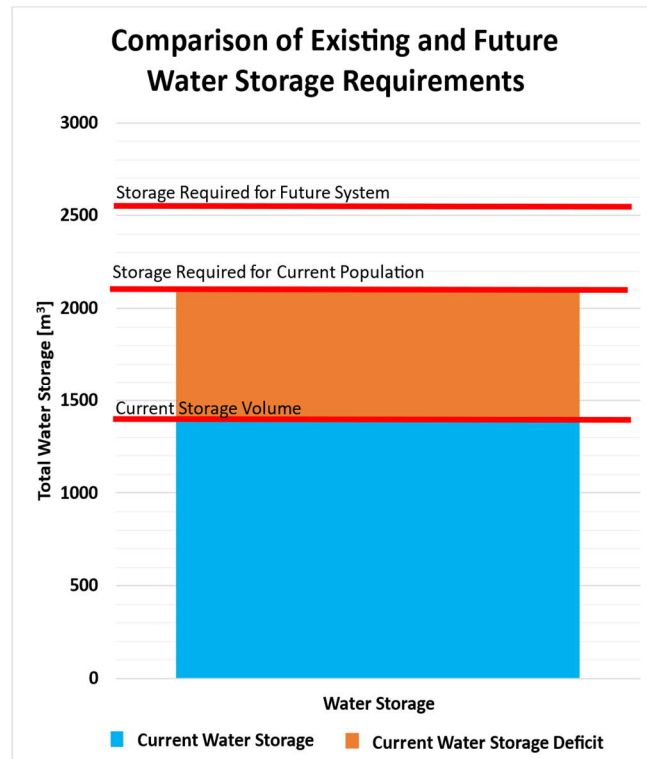 Comparison of Existing and Future
Water Storage Requirements
3000
Storage Required for Future System
2500
Storage Required for Current Population
2000
1500
Current Storage Volume
1000
500
0
Total Water Storage [m³]
Water Storage
Current Water Storage
Current Water Storage Deficit